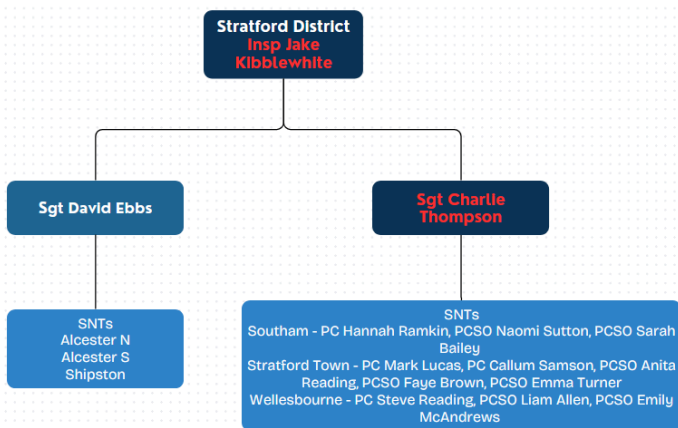 Stratford District
Insp Jake
Kibblewhite
Sgt David Ebbs
Sgt Charlie
Thompson
SNTs
Alcester N
Alcester S
Shipston
SNTs
Southam - PC Hannah Ramkin, PCSO Naomi Sutton, PCSO Sarah
Bailey
Stratford Town - PC Mark Lucas, PC Callum Samson, PCSO Anita
Reading, PCSO Faye Brown, PCSO Emma Turner
Wellesbourne - PC Steve Reading, PCSO Liam Allen, PCSO Emily
McAndrews